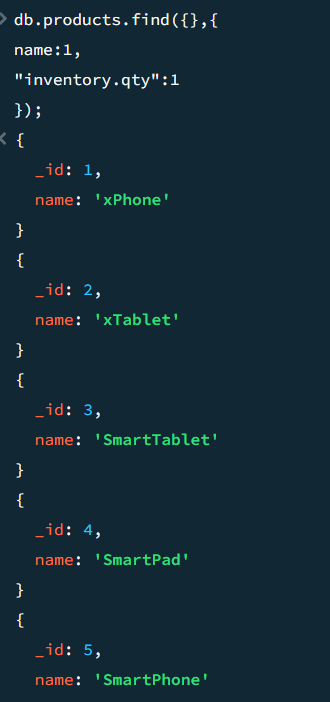 db.products.find({},{
name:1,
"inventory.qty":1
});
{
_id: 1,
name: 'xPhone'
}
{
_id: 2,
name: 'xTablet'
}
{
_id: 3,
name: 'SmartTablet'
}
{
_id: 4,
name: 'SmartPad'
}
{
_id: 5,
name: 'SmartPhone'